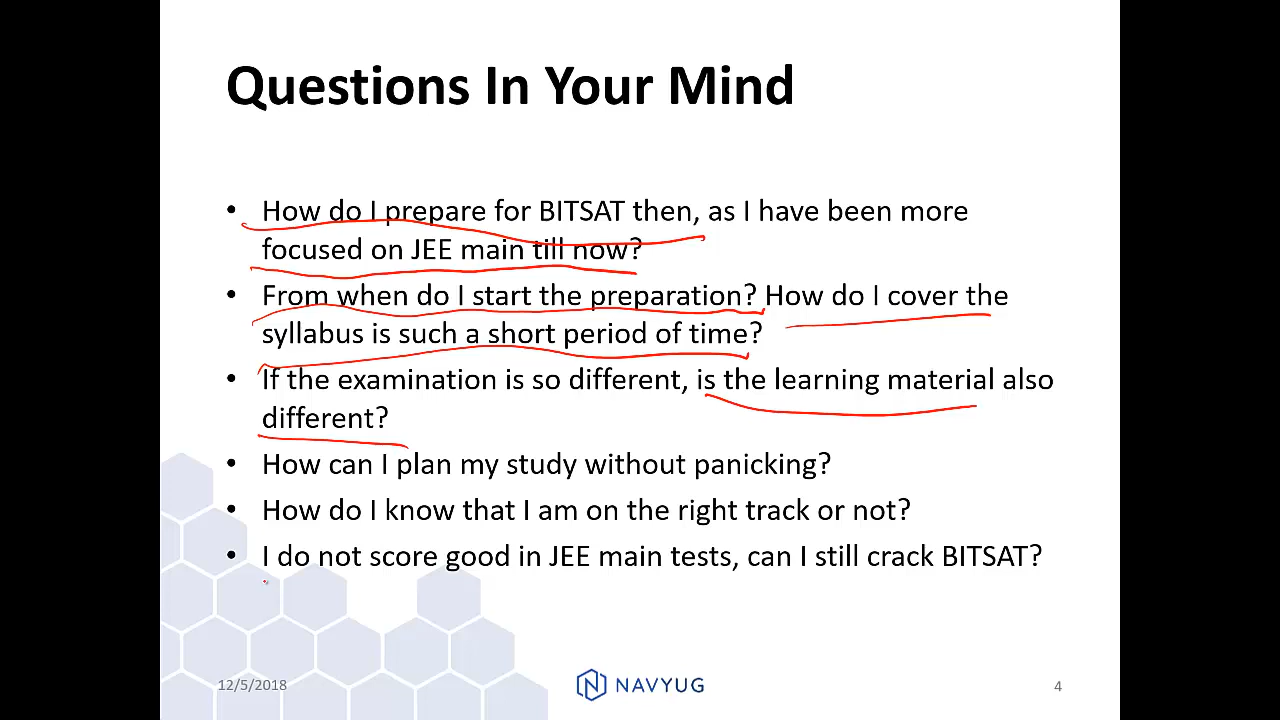 Questions In Your Mind
• How do I prepare for BITSAT then, as I have been more
focused on JEE main till now?
• From when do I start the preparation? How do I cover the
syllabus is such a short period of time?
• If the examination is so different, is the learning material also
different?
• How can I plan my study without panicking?
• How do I know that I am on the right track or not?
• I do not score good in JEE main tests, can I still crack BITSAT?
12/5/2018
NAVYUG
4